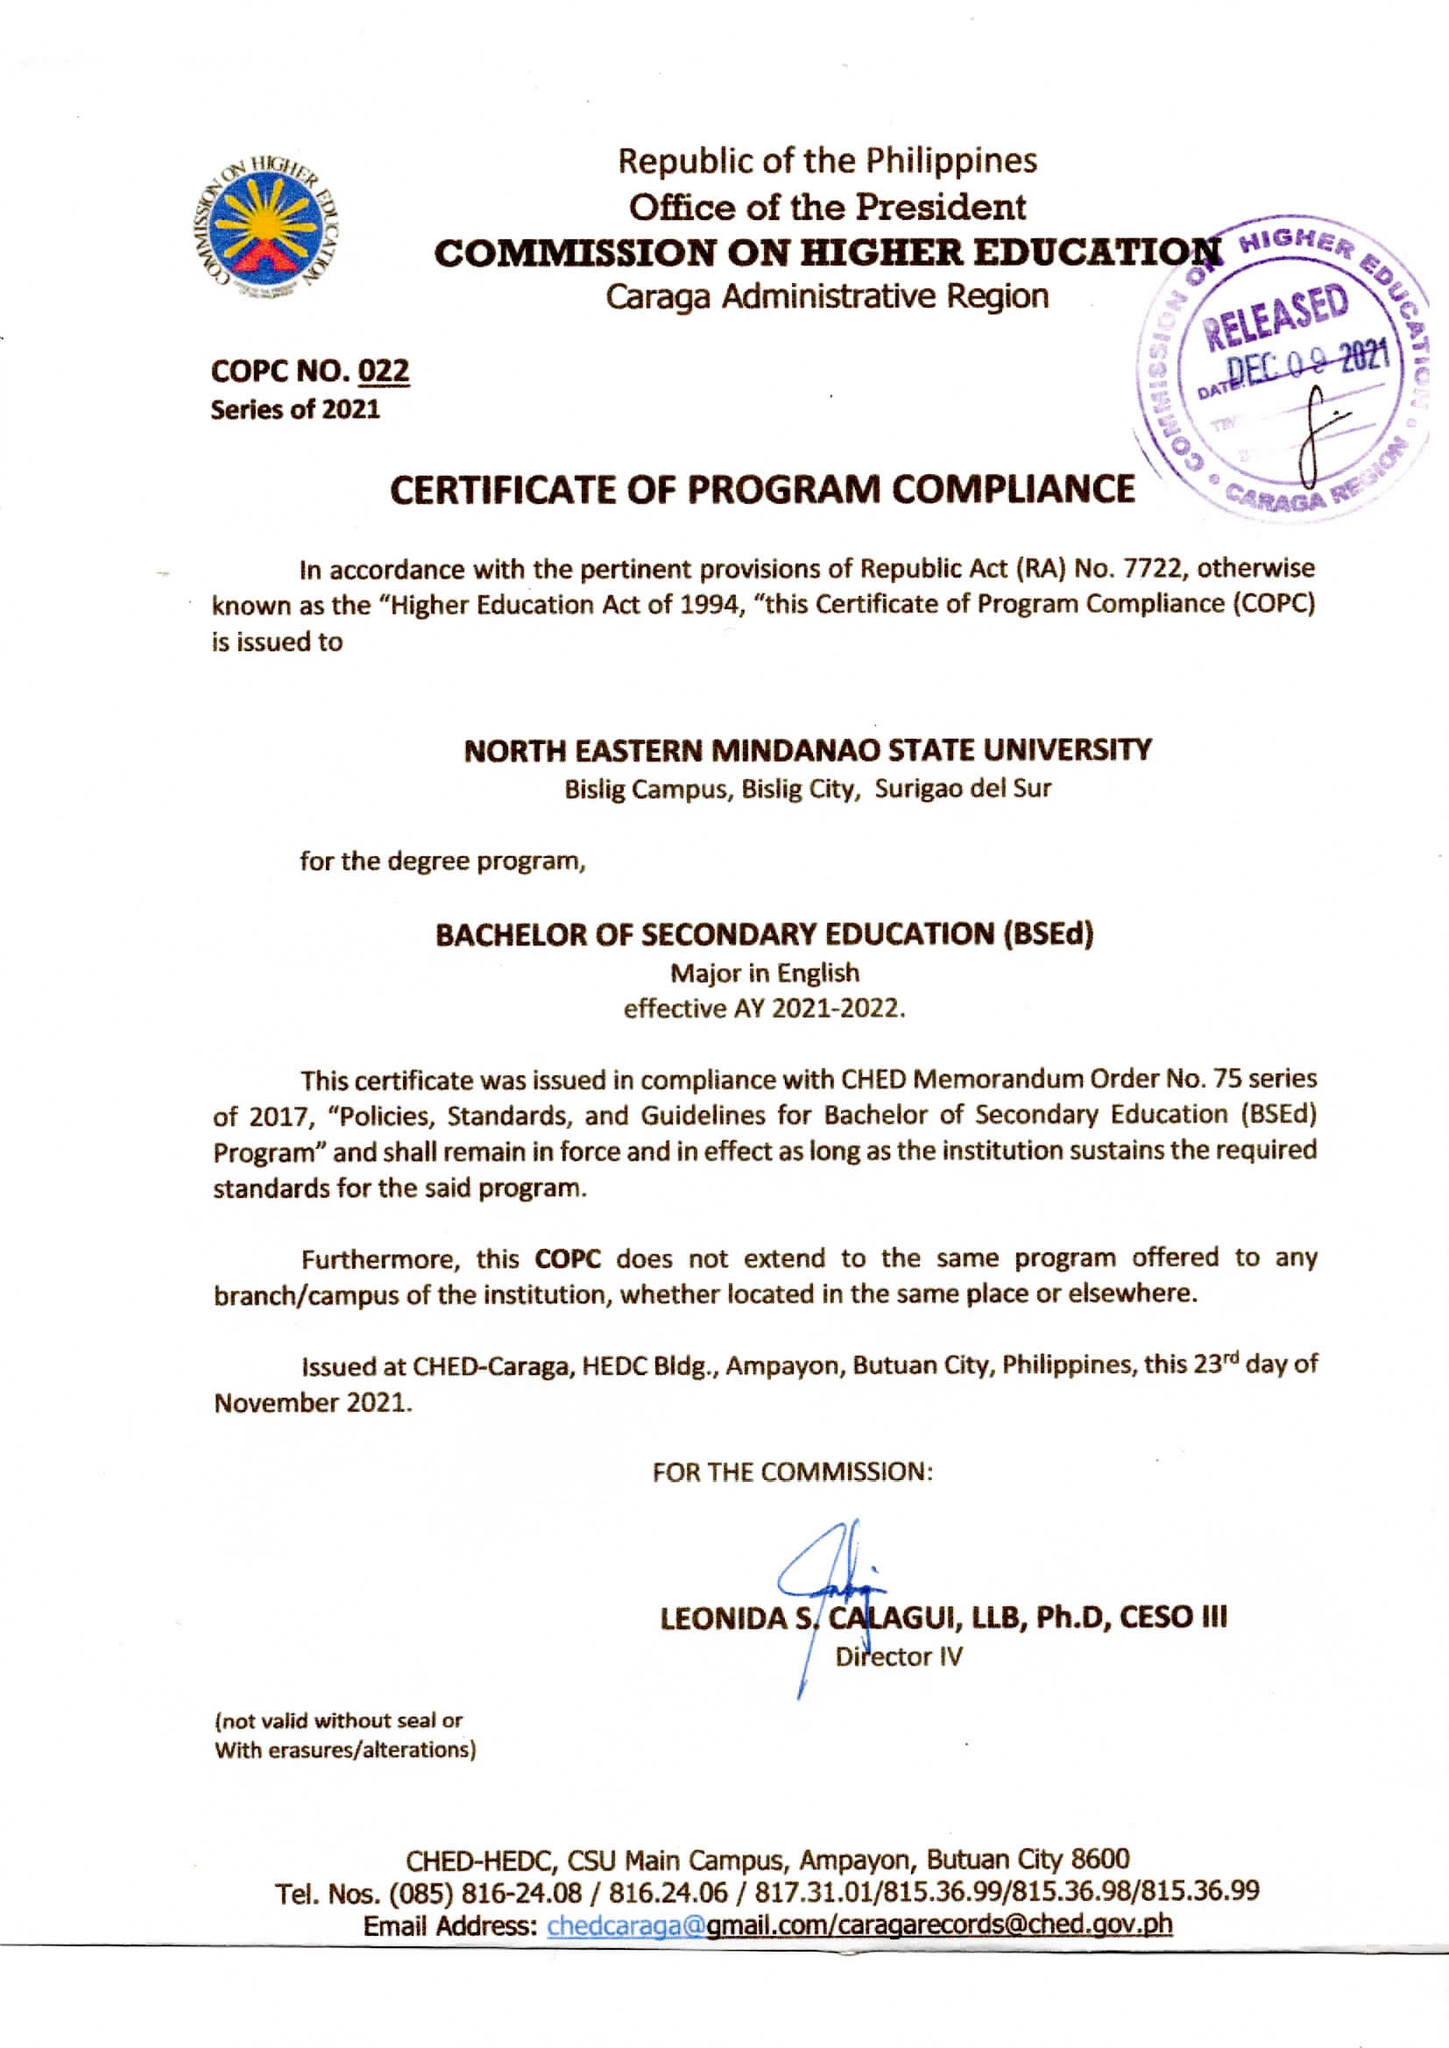 COMMISSION ON HIGHER EDUCATION
Republic of the Philippines
Office of the President
COMMISSION ON HIGHER EDUCATION
Caraga Administrative Region
COMMISSION ON HIGHER EDUCATION
CARAGA REGION
RELEASED
DATE: DEC 09 2021
COPC NO. 022
Series of 2021
CERTIFICATE OF PROGRAM COMPLIANCE
In accordance with the pertinent provisions of Republic Act (RA) No. 7722, otherwise
known as the “Higher Education Act of 1994, “this Certificate of Program Compliance (COPC)
is issued to
NORTH EASTERN MINDANAO STATE UNIVERSITY
Bislig Campus, Bislig City, Surigao del Sur
for the degree program,
BACHELOR OF SECONDARY EDUCATION (BSEd)
Major in English
effective AY 2021-2022.
This certificate was issued in compliance with CHED Memorandum Order No. 75 series
of 2017, “Policies, Standards, and Guidelines for Bachelor of Secondary Education (BSEd)
Program” and shall remain in force and in effect as long as the institution sustains the required
standards for the said program.
Furthermore, this COPC does not extend to the same program offered to any
branch/campus of the institution, whether located in the same place or elsewhere.
Issued at CHED-Caraga, HEDC Bldg., Ampayon, Butuan City, Philippines, this 23rd day of
November 2021.
FOR THE COMMISSION:
LEONIDA S. CALAGUI, LLB, Ph.D, CESO III
Director IV
(not valid without seal or
With erasures/alterations)
CHED-HEDC, CSU Main Campus, Ampayon, Butuan City 8600
Tel. Nos. (085) 816-24.08 / 816.24.06 / 817.31.01/815.36.99/815.36.98/815.36.99
Email Address: chedcaraga@gmail.com/caragarecords@ched.gov.ph